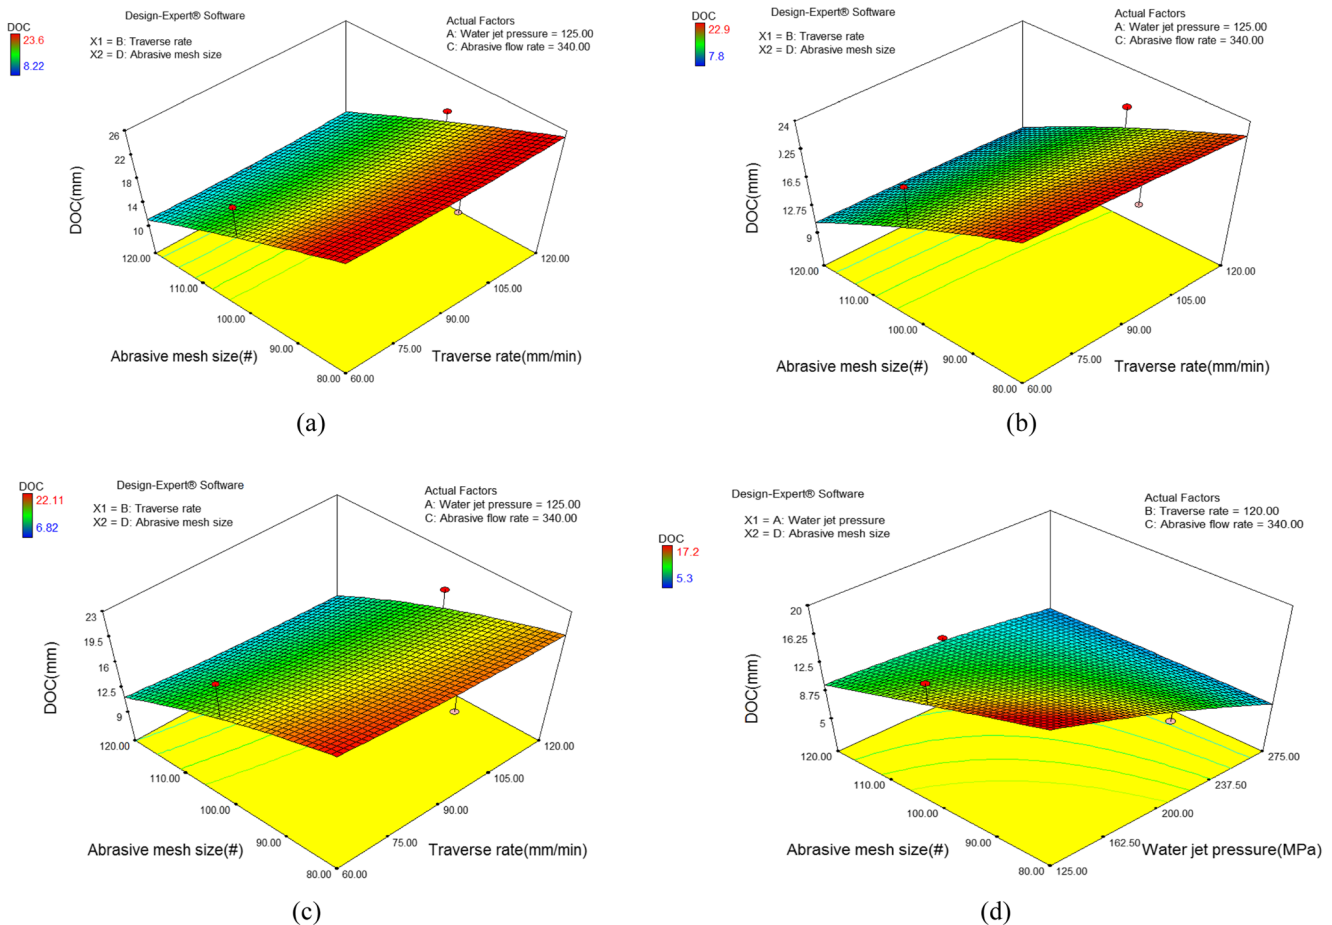 Design-Expert® Software
DOC
23.6
8.22
X1 = B: Traverse rate
X2 = D: Abrasive mesh size
Actual Factors
A: Water jet pressure = 125.00
C: Abrasive flow rate = 340.00
26
22
18
14
10
DOC(mm)
120.00
110.00
100.00
90.00
80.00
60.00
75.00
90.00
105.00
120.00
Abrasive mesh size(#)
Traverse rate(mm/min)
(a)
Design-Expert® Software
DOC
22.9
7.8
X1 = B: Traverse rate
X2 = D: Abrasive mesh size
Actual Factors
A: Water jet pressure = 125.00
C: Abrasive flow rate = 340.00
24
0.25
16.5
12.75
9
DOC(mm)
120.00
110.00
100.00
90.00
80.00
60.00
75.00
90.00
105.00
120.00
Abrasive mesh size(#)
Traverse rate(mm/min)
(b)
Design-Expert® Software
DOC
22.11
6.82
X1 = B: Traverse rate
X2 = D: Abrasive mesh size
Actual Factors
A: Water jet pressure = 125.00
C: Abrasive flow rate = 340.00
23
19.5
16
12.5
9
DOC(mm)
120.00
110.00
100.00
90.00
80.00
60.00
75.00
90.00
105.00
120.00
Abrasive mesh size(#)
Traverse rate(mm/min)
(c)
Design-Expert® Software
DOC
17.2
5.3
X1 = A: Water jet pressure
X2 = D: Abrasive mesh size
Actual Factors
B: Traverse rate = 120.00
C: Abrasive flow rate = 340.00
20
16.25
12.5
8.75
5
DOC(mm)
120.00
110.00
100.00
90.00
80.00
125.00
162.50
200.00
237.50
275.00
Abrasive mesh size(#)
Water jet pressure(MPa)
(d)